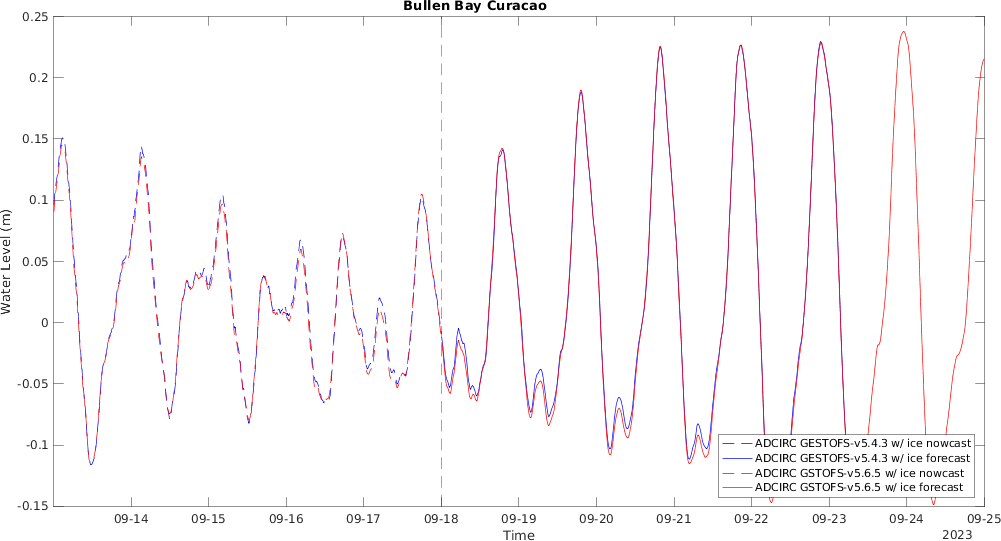 Bullen Bay Curacao
0.25
0.2
0.15
0.1
0.05
0
-0.05
-0.1
-0.15
Water Level (m)
09-14 09-15 09-16 09-17 09-18 09-19 09-20 09-21 09-22 09-23 09-24 09-25
Time
2023
ADCIRC GESTOFS-v5.4.3 w/ ice nowcast
ADCIRC GESTOFS-v5.4.3 w/ ice forecast
ADCIRC GSTOFS-v5.6.5 w/ ice nowcast
ADCIRC GSTOFS-v5.6.5 w/ ice forecast